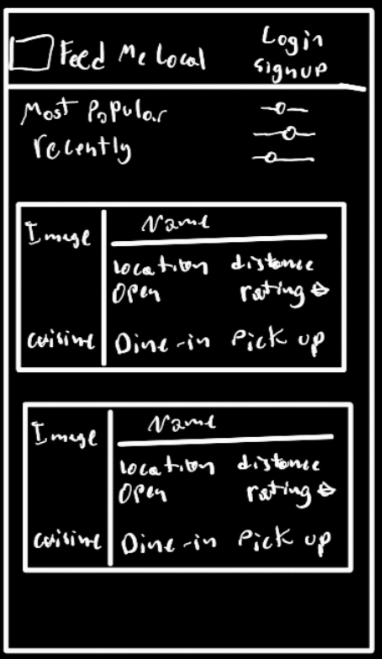 Feed Me Local
Login
signup
Most Popular
recently
Image
Name
location distance
Open rating
cuisine
Dine-in Pick up
Image
Name
location distance
Open rating
cuisine
Dine-in Pick up